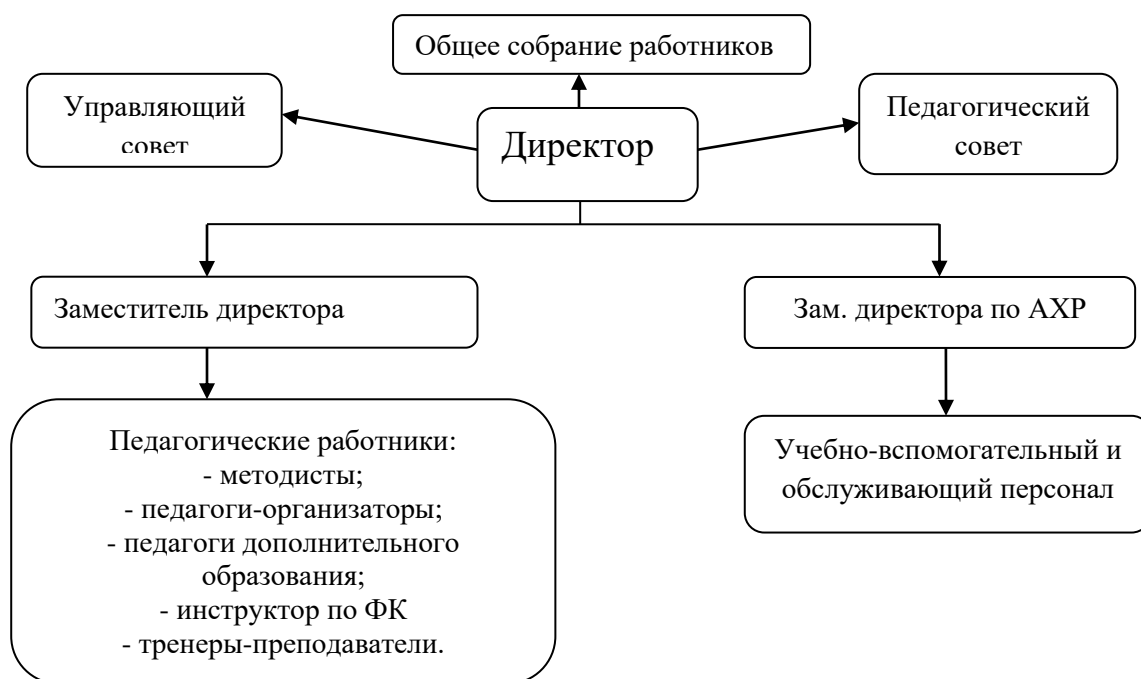 Общее собрание работников
Управляющий
совет
Директор
Педагогический
совет
Заместитель директора
Зам. директора по АХР
Педагогические работники:
- методисты;
- педагоги-организаторы;
- педагоги дополнительного
образования;
- инструктор по ФК
- тренеры-преподаватели.
Учебно-вспомогательный и
обслуживающий персонал